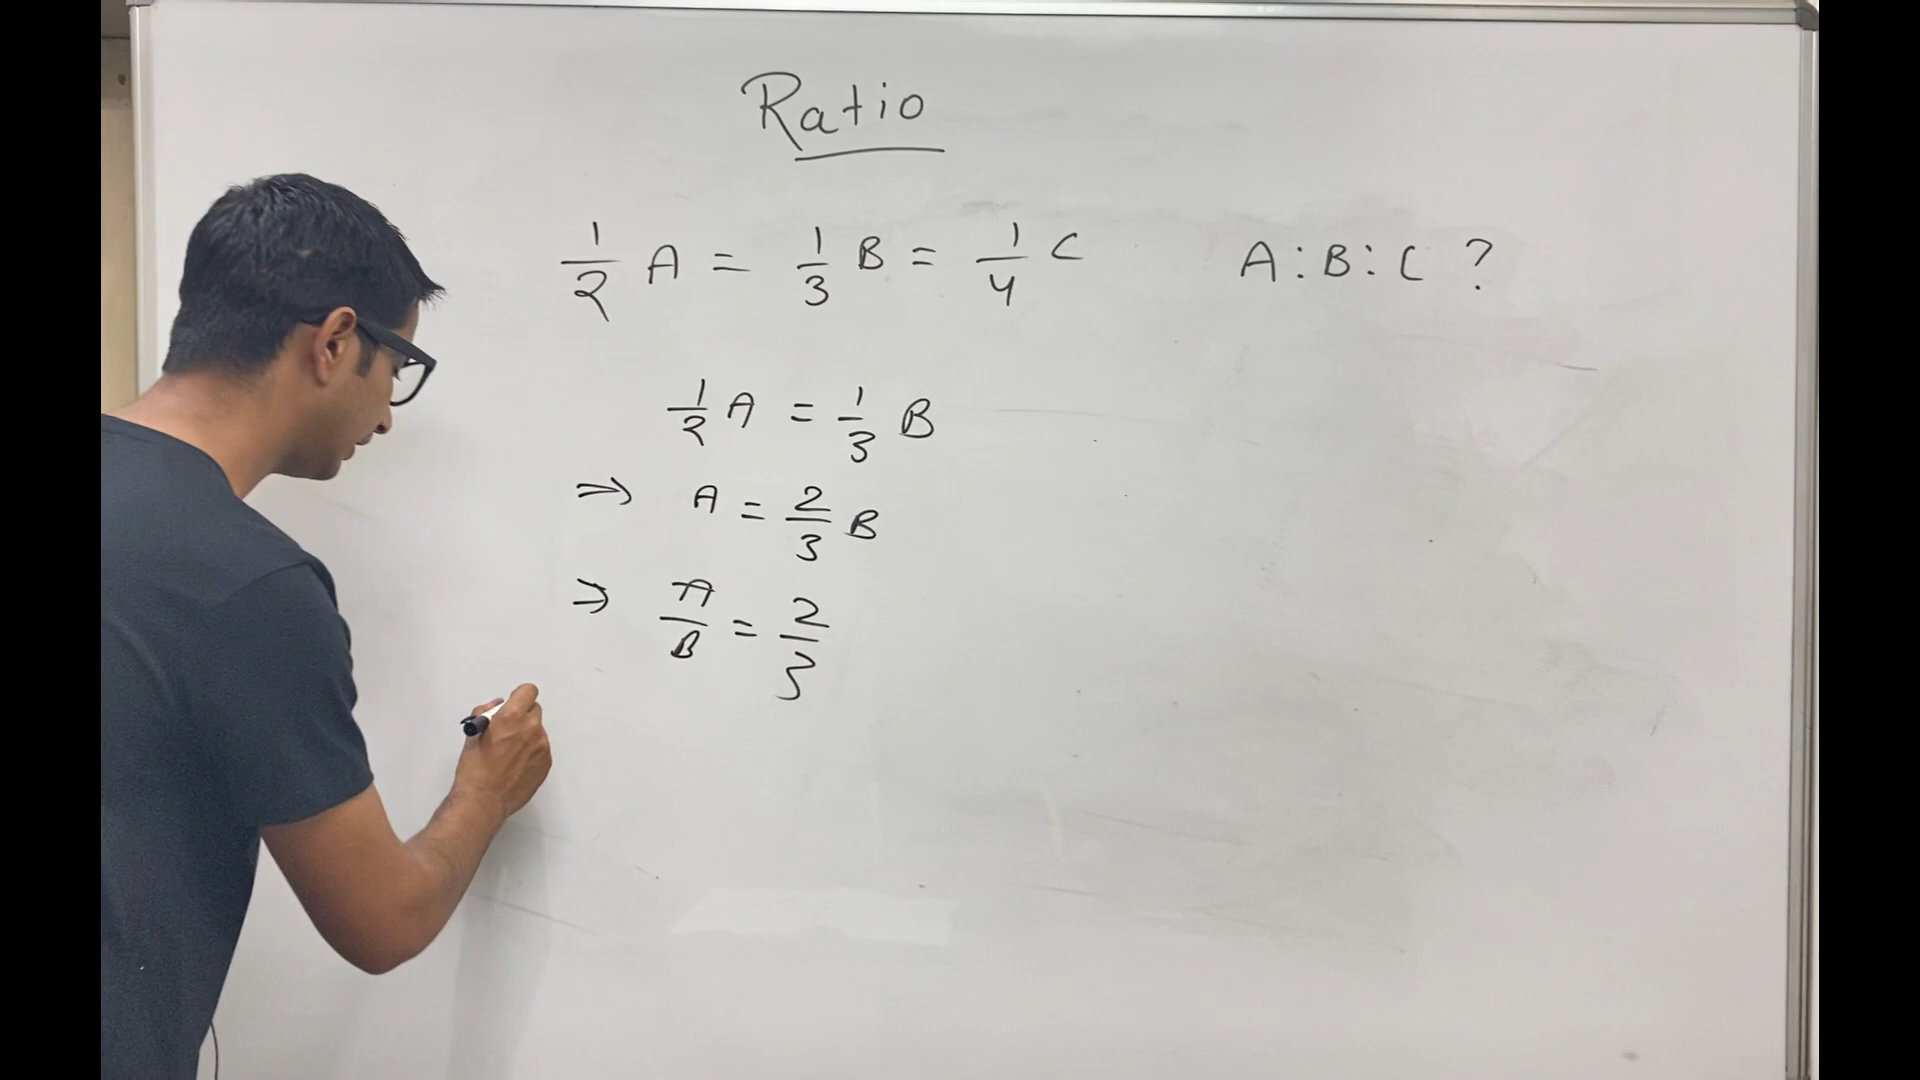 Ratio
1/2 A = 1/3 B = 1/4 C A : B : C ?
1/2 A = 1/3 B
⇒ A = 2/3 B
⇒ A/B = 2/3